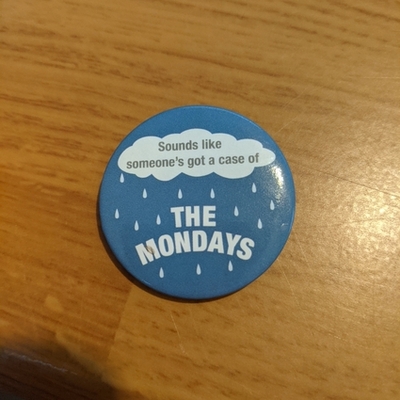 Sounds like
someone's got a case of
THE
MONDAYS